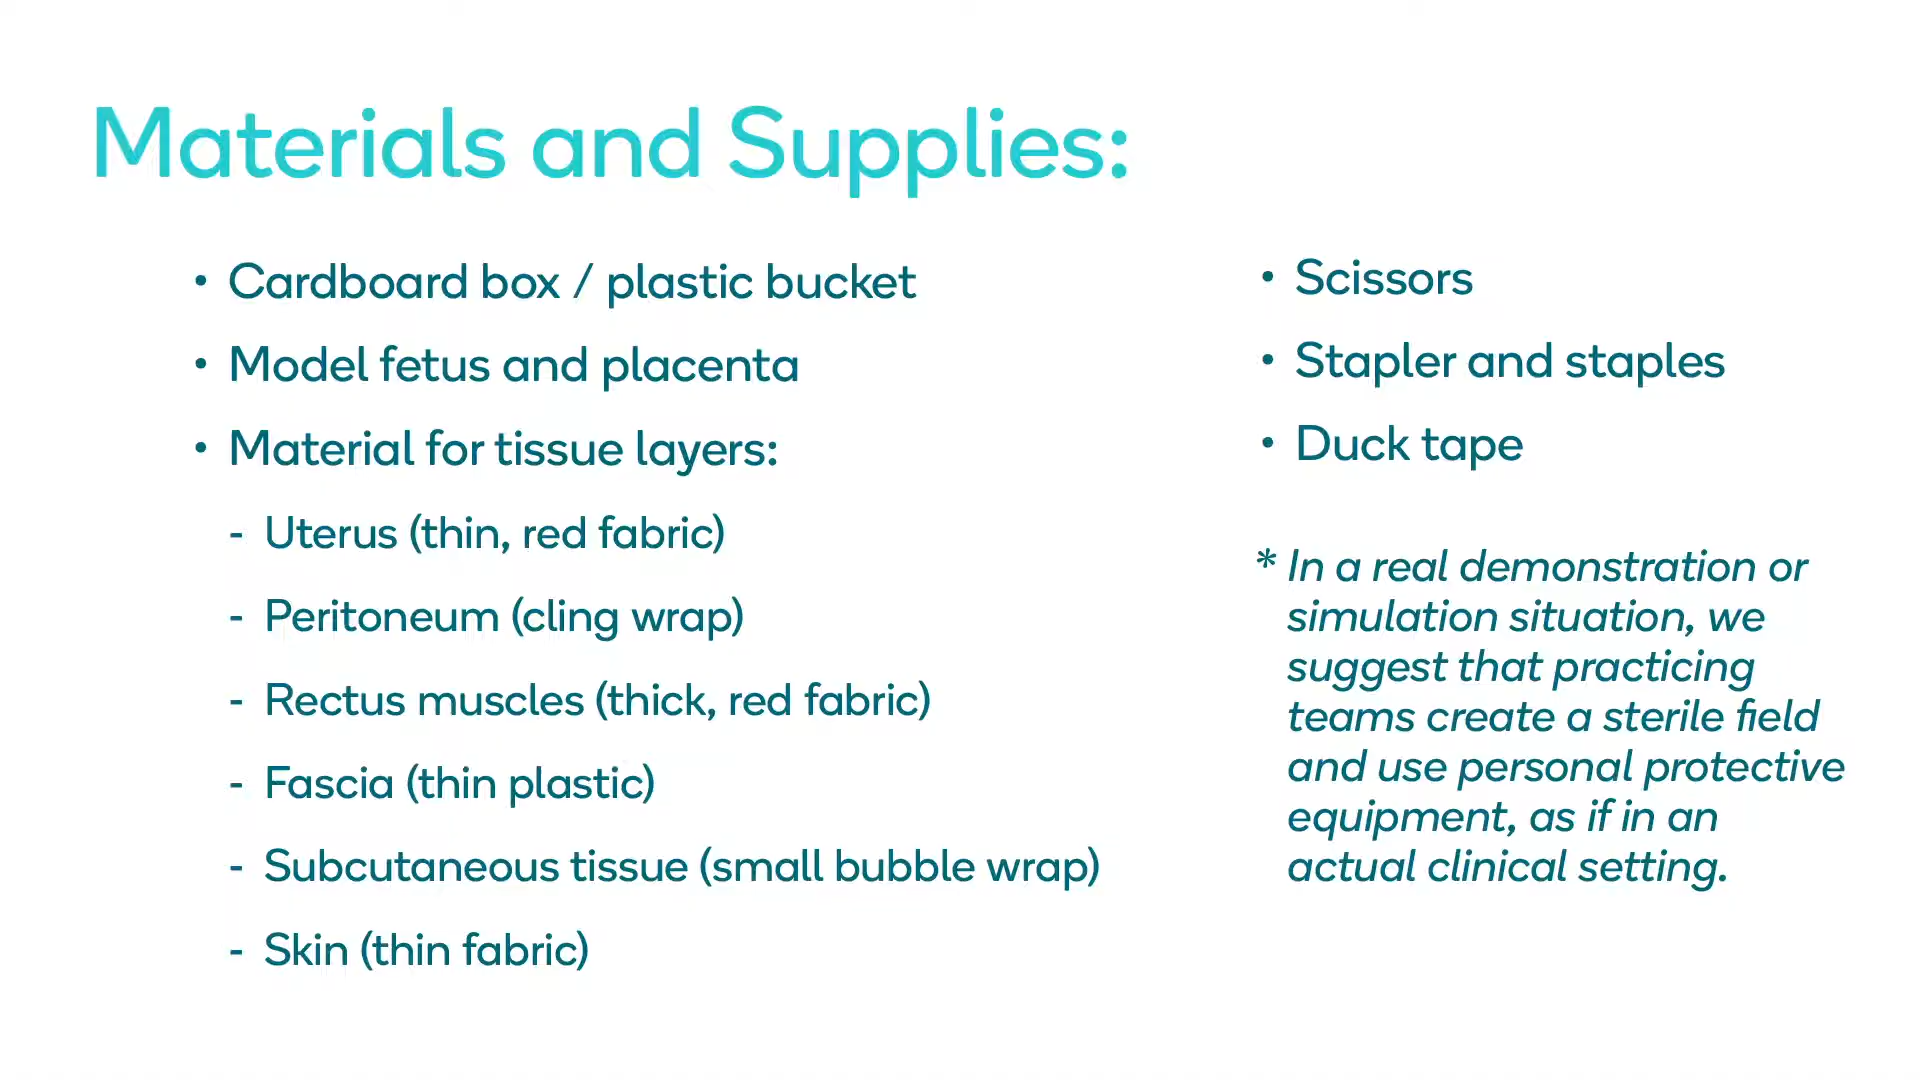 Materials and Supplies:
• Cardboard box / plastic bucket
• Model fetus and placenta
• Material for tissue layers:
- Uterus (thin, red fabric)
- Peritoneum (cling wrap)
- Rectus muscles (thick, red fabric)
- Fascia (thin plastic)
- Subcutaneous tissue (small bubble wrap)
- Skin (thin fabric)
• Scissors
• Stapler and staples
• Duck tape
* In a real demonstration or
simulation situation, we
suggest that practicing
teams create a sterile field
and use personal protective
equipment, as if in an
actual clinical setting.